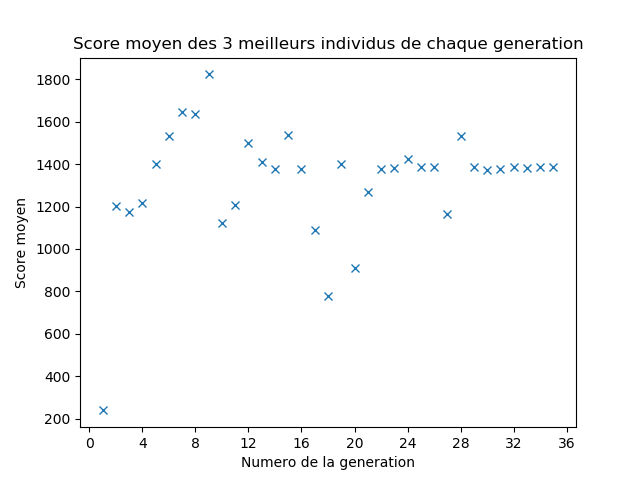 Score moyen des 3 meilleurs individus de chaque generation
1800
1600
1400
1200
1000
800
600
400
200
Score moyen
0 4 8 12 16 20 24 28 32 36
Numero de la generation